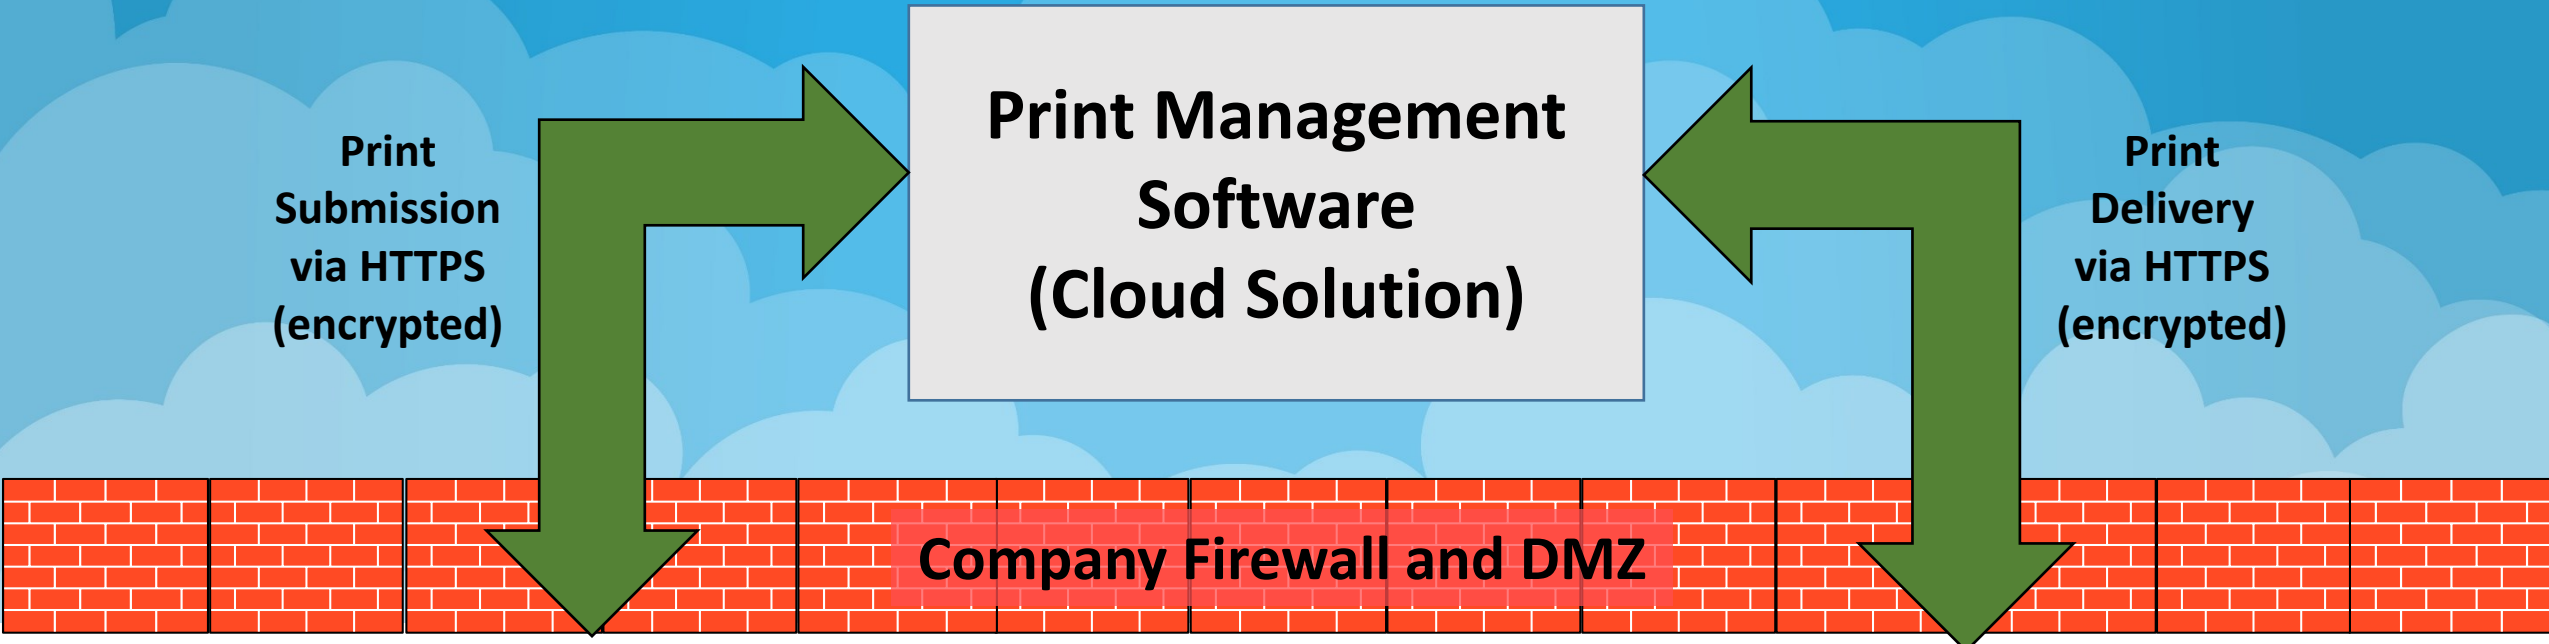 Print
Submission
via HTTPS
(encrypted)
Print Management
Software
(Cloud Solution)
Print
Delivery
via HTTPS
(encrypted)
Company Firewall and DMZ